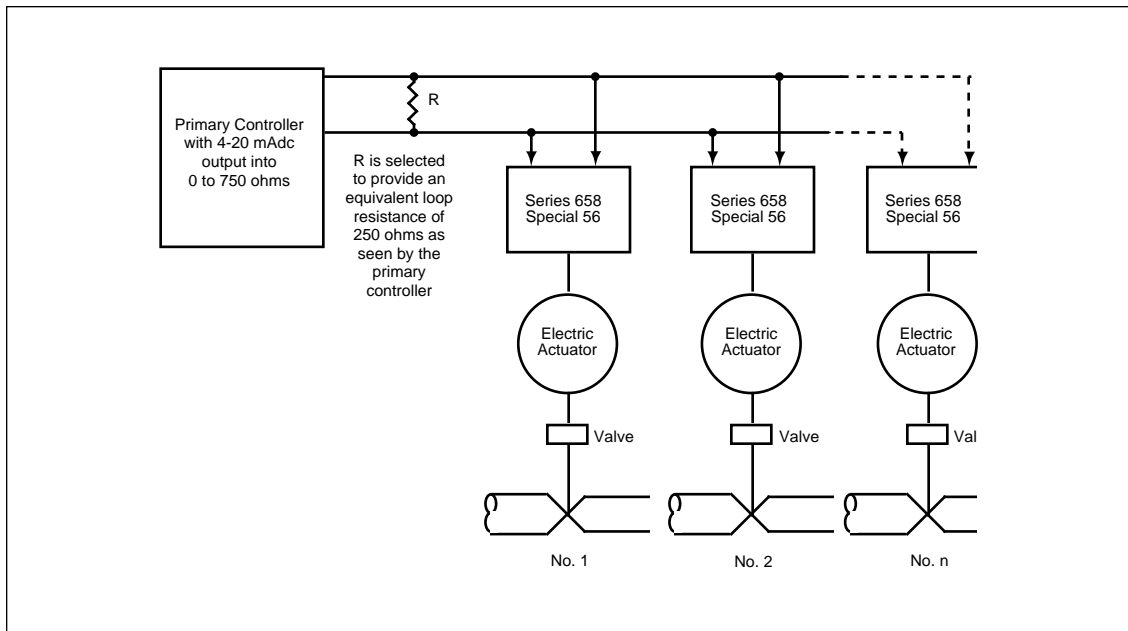 Primary Controller
with 4-20 mAdc
output into
0 to 750 ohms
R
R is selected
to provide an
equivalent loop
resistance of
250 ohms as
seen by the
primary
controller
Series 658
Special 56
Series 658
Special 56
Series 658
Special 56
Electric
Actuator
Electric
Actuator
Electric
Actuator
Valve
Valve
Val
No. 1
No. 2
No. n